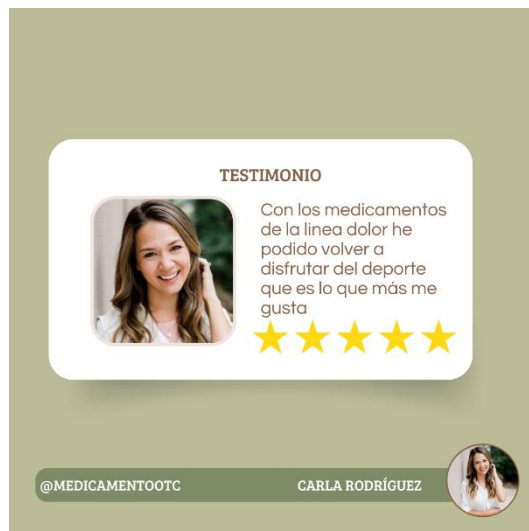 TESTIMONIO
Con los medicamentos
de la linea dolor he
podido volver a
disfrutar del deporte
que es lo que más me
gusta
@MEDICAMENTOOTC
CARLA RODRÍGUEZ